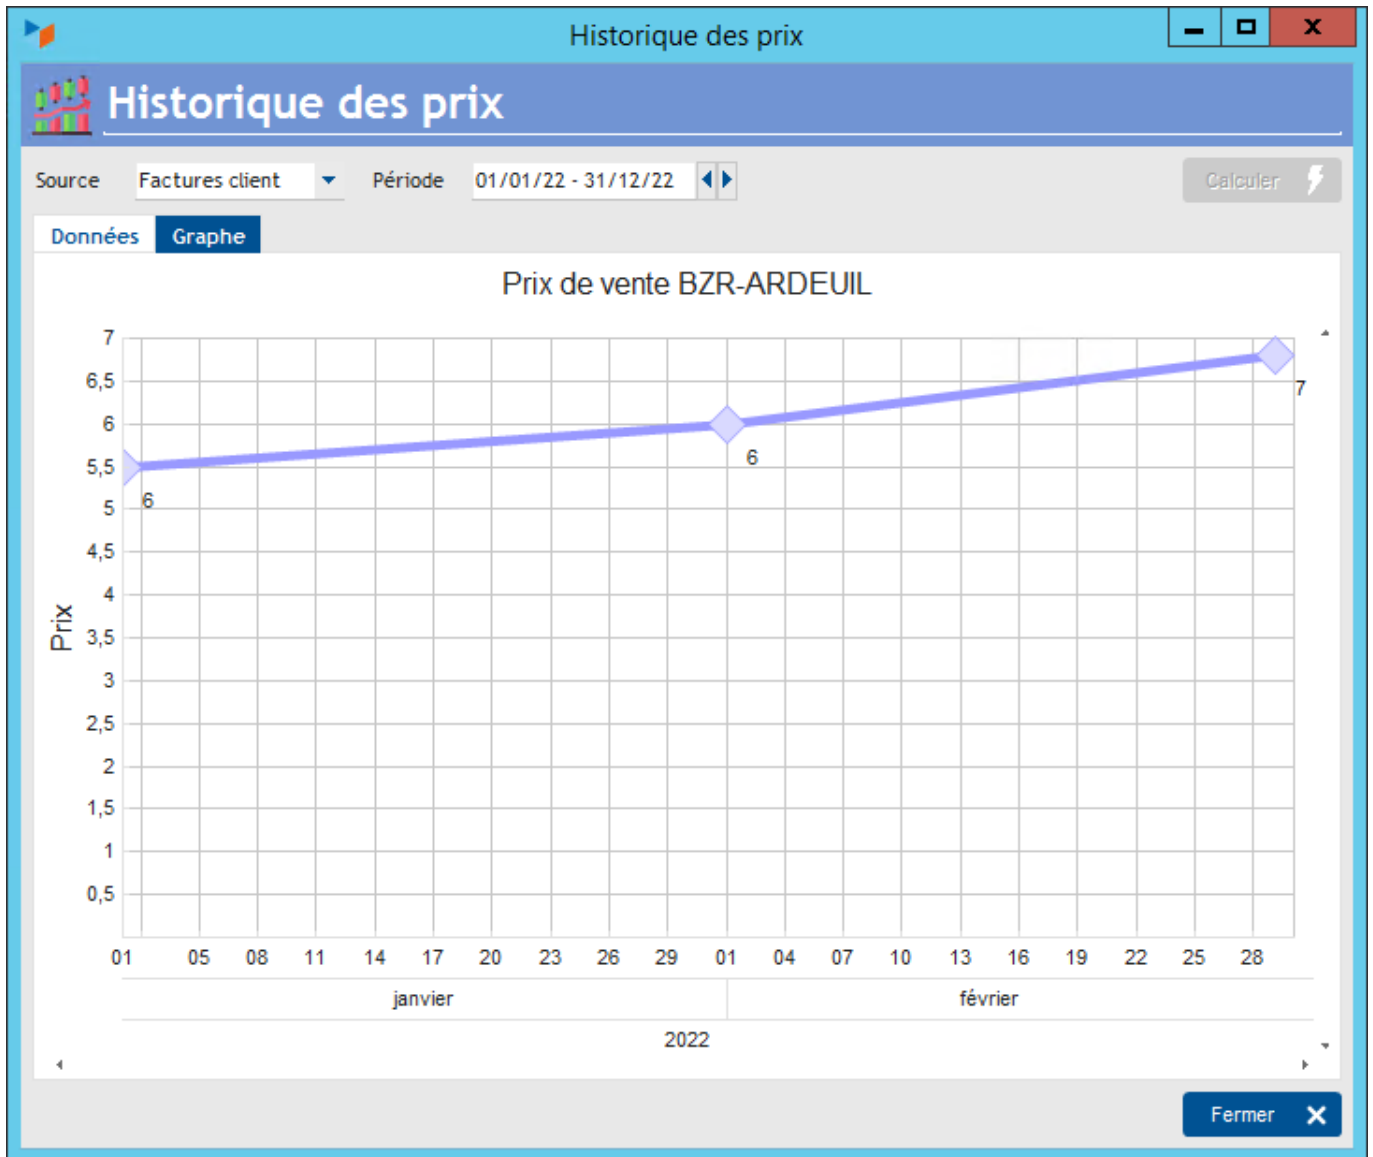 Historique des prix
X
Historique des prix
Source Factures client Période 01/01/22 - 31/12/22 Calculer
Données Graphe
Prix de vente BZR-ARDEUIL
7
6,5
7
6
6
5,5
6
5
4,5
4
Prix
3,5
3
2,5
2
1,5
1
0,5
01 05 08 11 14 17 20 23 26 29 01 04 07 10 13 16 19 22 25 28
janvier février
2022
Fermer